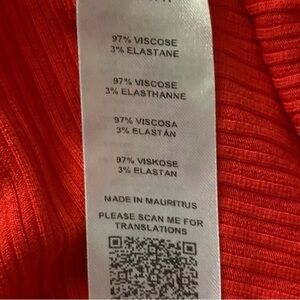 97% VISCOSE
3% ELASTANE
97% VISCOSE
3% ELASTHANNE
97% VISCOSA
3% ELASTÁN
97% VISKOSE
3% ELASTAN
MADE IN MAURITIUS
PLEASE SCAN ME FOR
TRANSLATIONS